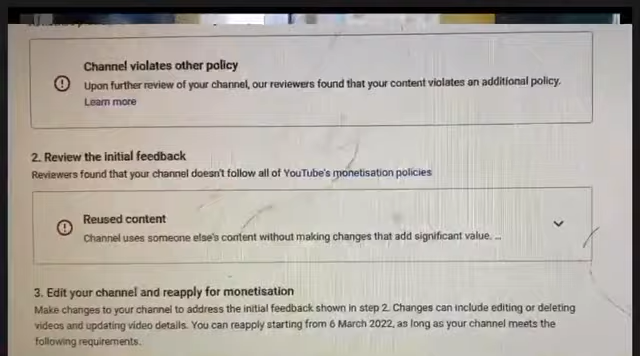 Channel violates other policy
Upon further review of your channel, our reviewers found that your content violates an additional policy.
Learn more
2. Review the initial feedback
Reviewers found that your channel doesn't follow all of YouTube's monetisation policies
Reused content
Channel uses someone else's content without making changes that add significant value. ...
3. Edit your channel and reapply for monetisation
Make changes to your channel to address the initial feedback shown in step 2. Changes can include editing or deleting
videos and updating video details. You can reapply starting from 6 March 2022, as long as your channel meets the
following requirements.